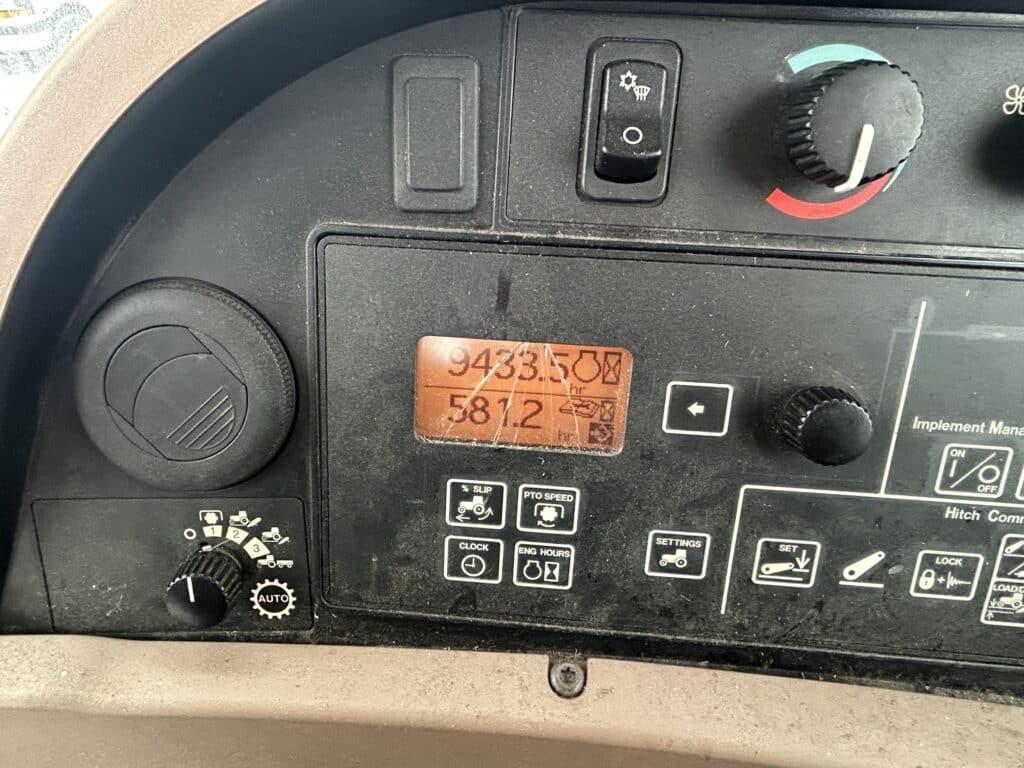 9433.5
hr
581.2
hr
% SLIP
PTO SPEED
CLOCK
ENG HOURS
SETTINGS
1
2
3
AUTO
Implement Mana
ON
OFF
Hitch Com
SET
LOCK